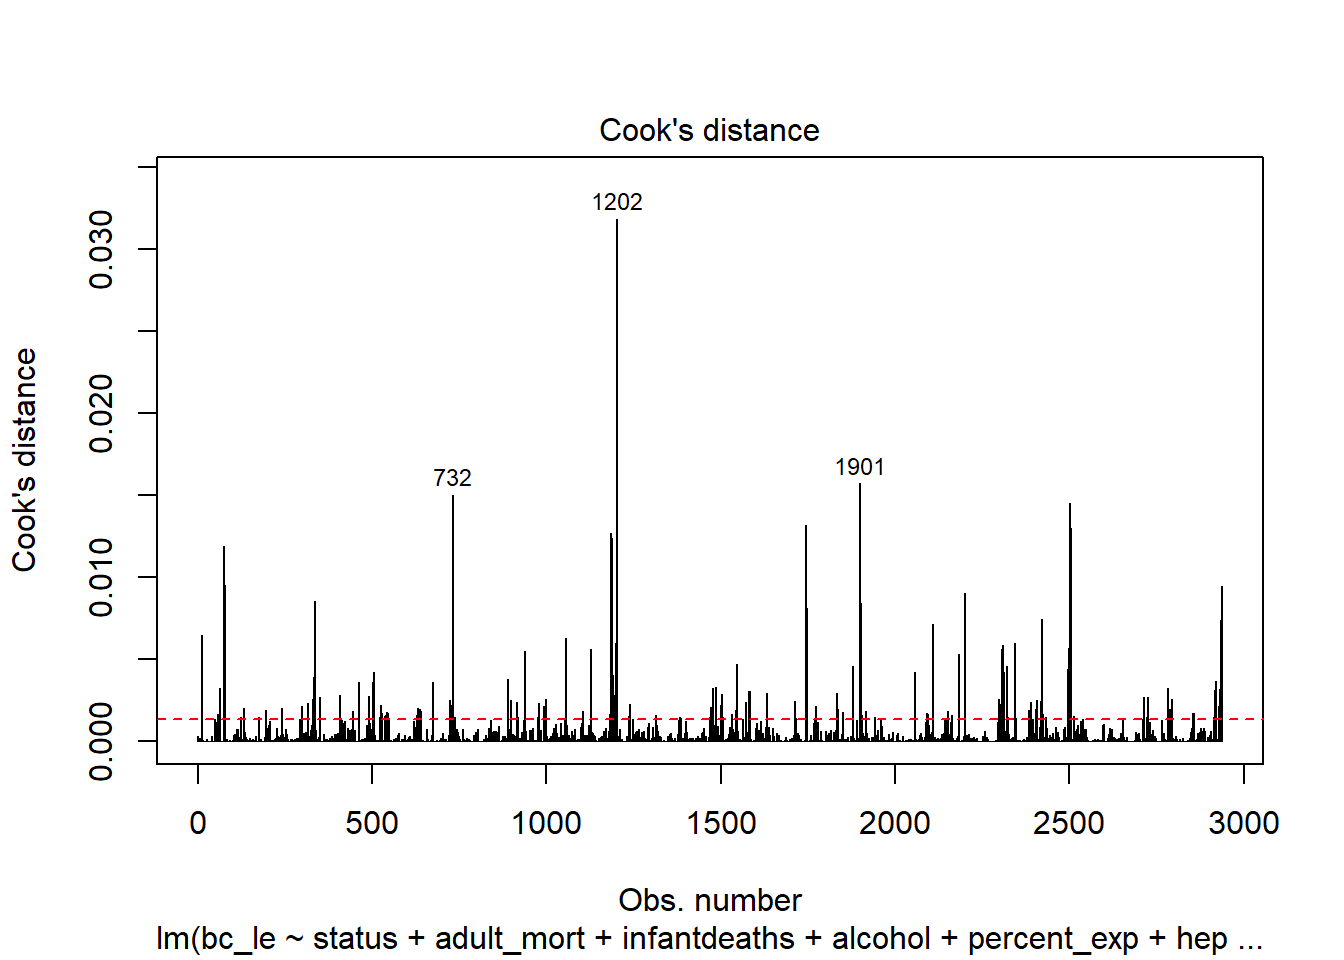 Cook's distance
1202
1901
732
Cook's distance
0.030
0.020
0.010
0.000
0 500 1000 1500 2000 2500 3000
Obs. number
lm(bc_le ~ status + adult_mort + infantdeaths + alcohol + percent_exp + hep ...